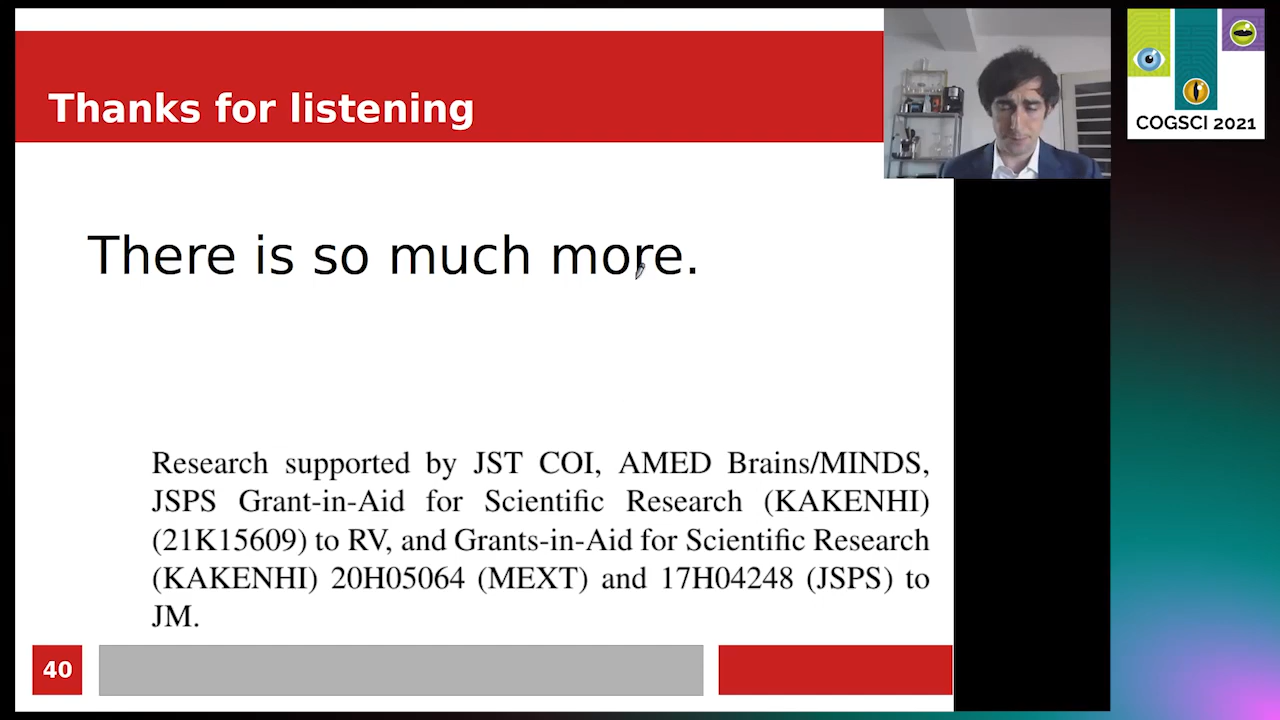 Thanks for listening
COGSCI 2021
There is so much more.
Research supported by JST COI, AMED Brains/MINDS,
JSPS Grant-in-Aid for Scientific Research (KAKENHI)
(21K15609) to RV, and Grants-in-Aid for Scientific Research
(KAKENHI) 20H05064 (MEXT) and 17H04248 (JSPS) to
JM.
40